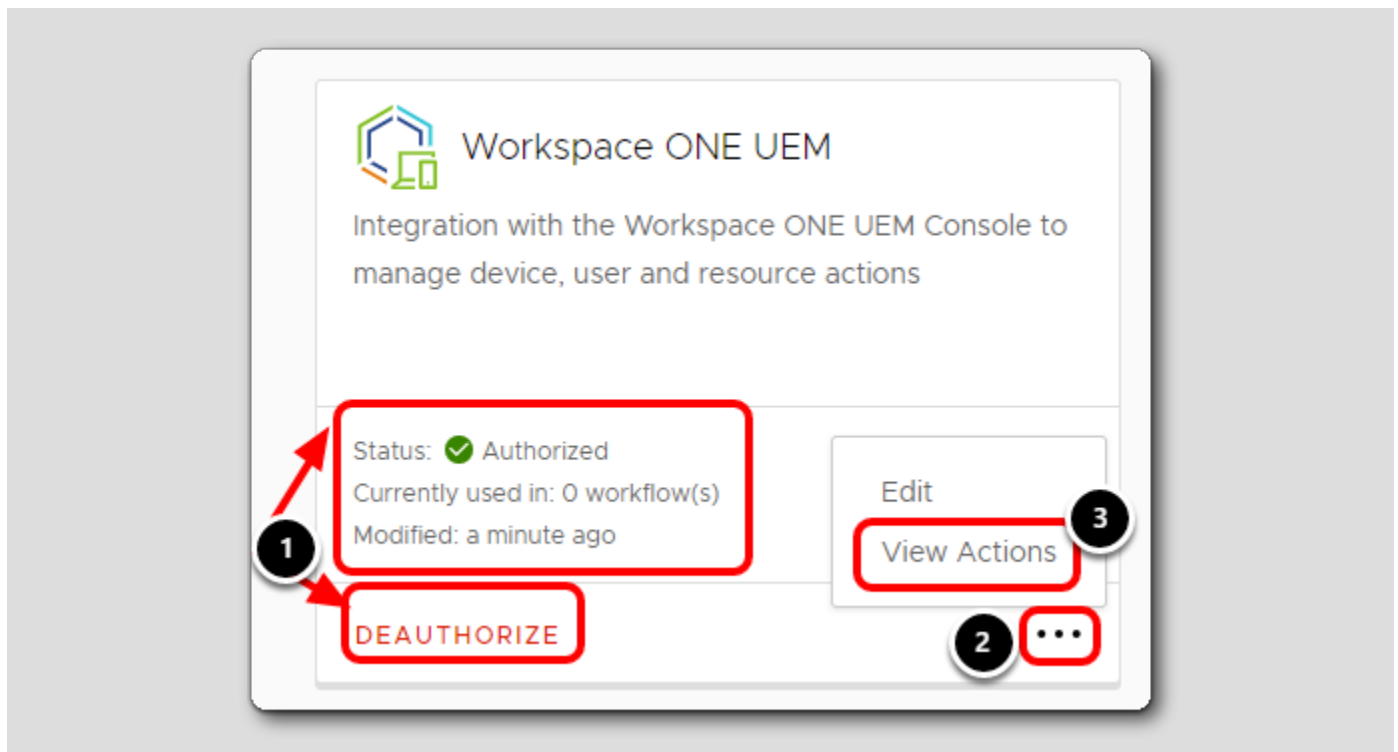 Workspace ONE UEM
Integration with the Workspace ONE UEM Console to
manage device, user and resource actions
Status: Authorized
Currently used in: 0 workflow(s)
Modified: a minute ago
1
Edit
View Actions
3
DEAUTHORIZE
2
...